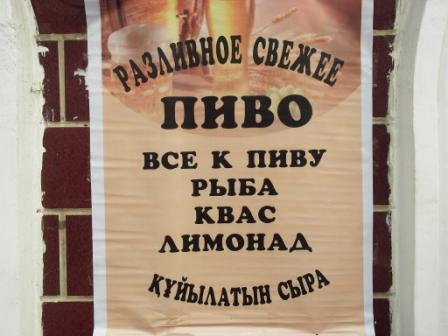 РАЗЛИВНОЕ СВЕЖЕЕ
ПИВО
ВСЕ К ПИВУ
РЫБА
КВАС
ЛИМОНАД
ҚҰЙЫЛАТЫН СЫРА